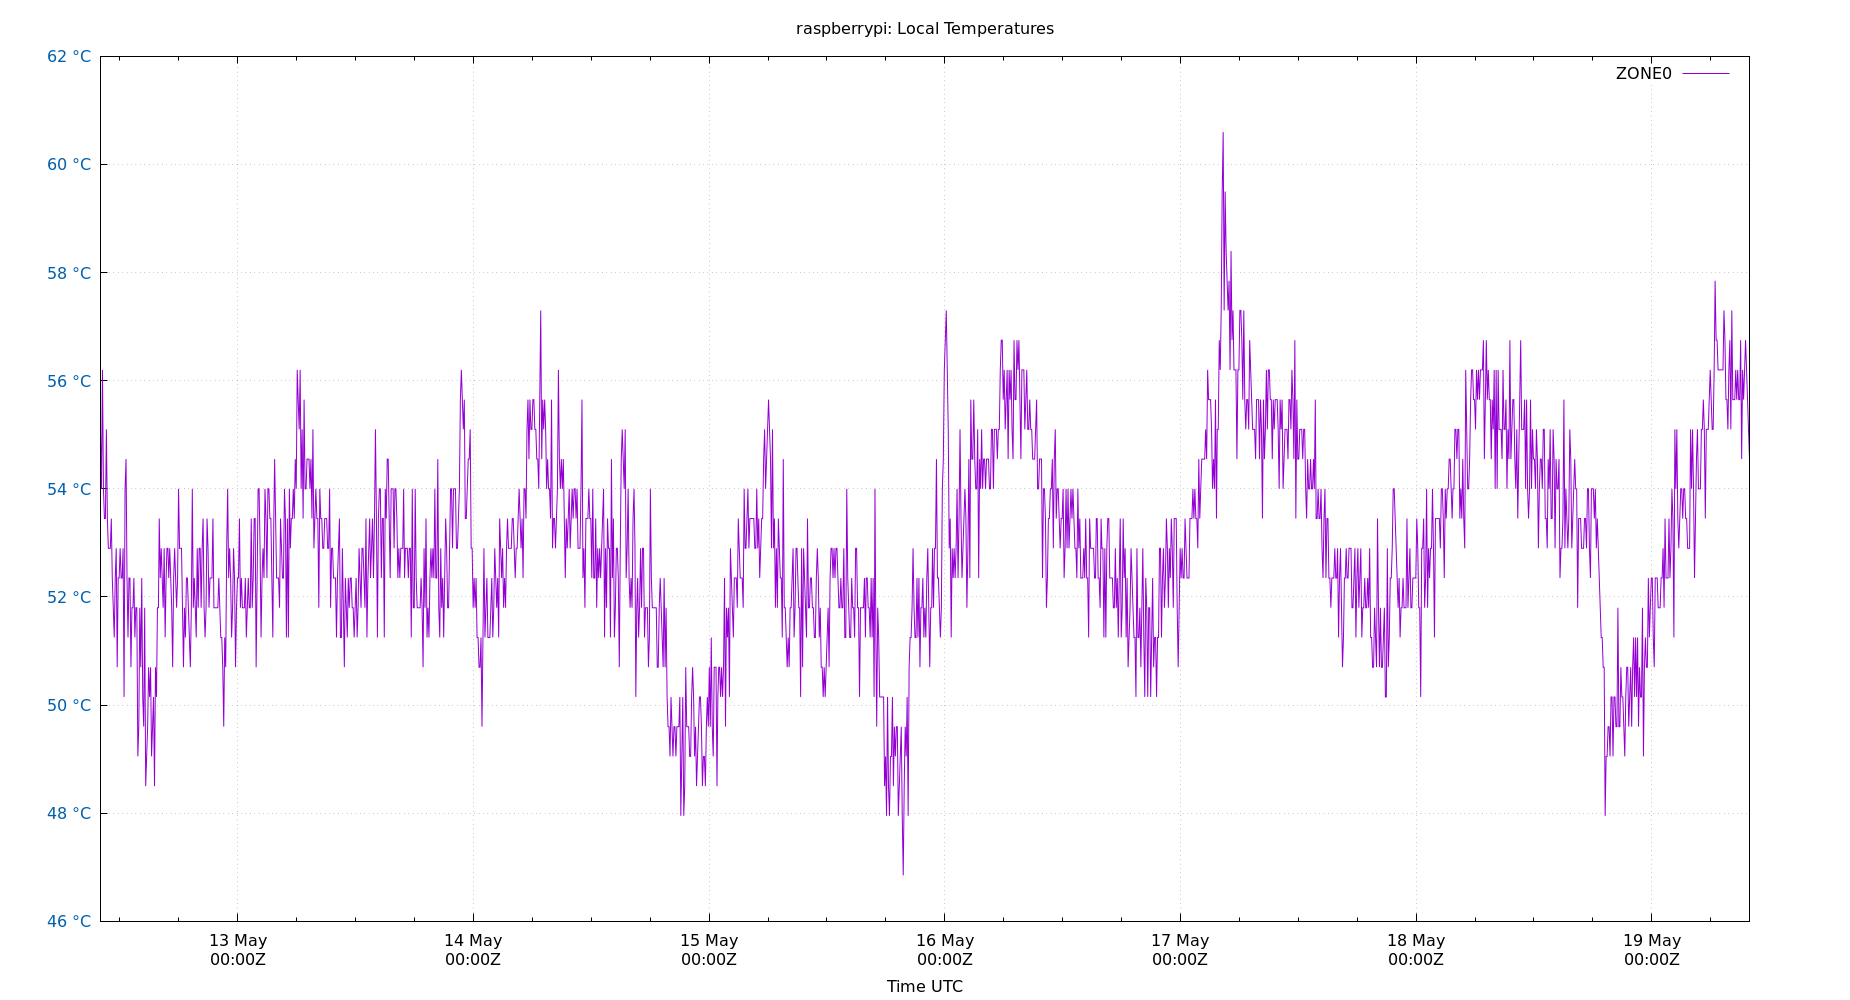 raspberrypi: Local Temperatures
62 °C
ZONE0
60 °C
58 °C
56 °C
54 °C
52 °C
50 °C
48 °C
46 °C
13 May 14 May 15 May 16 May 17 May 18 May 19 May
00:00Z 00:00Z 00:00Z 00:00Z 00:00Z 00:00Z 00:00Z
Time UTC